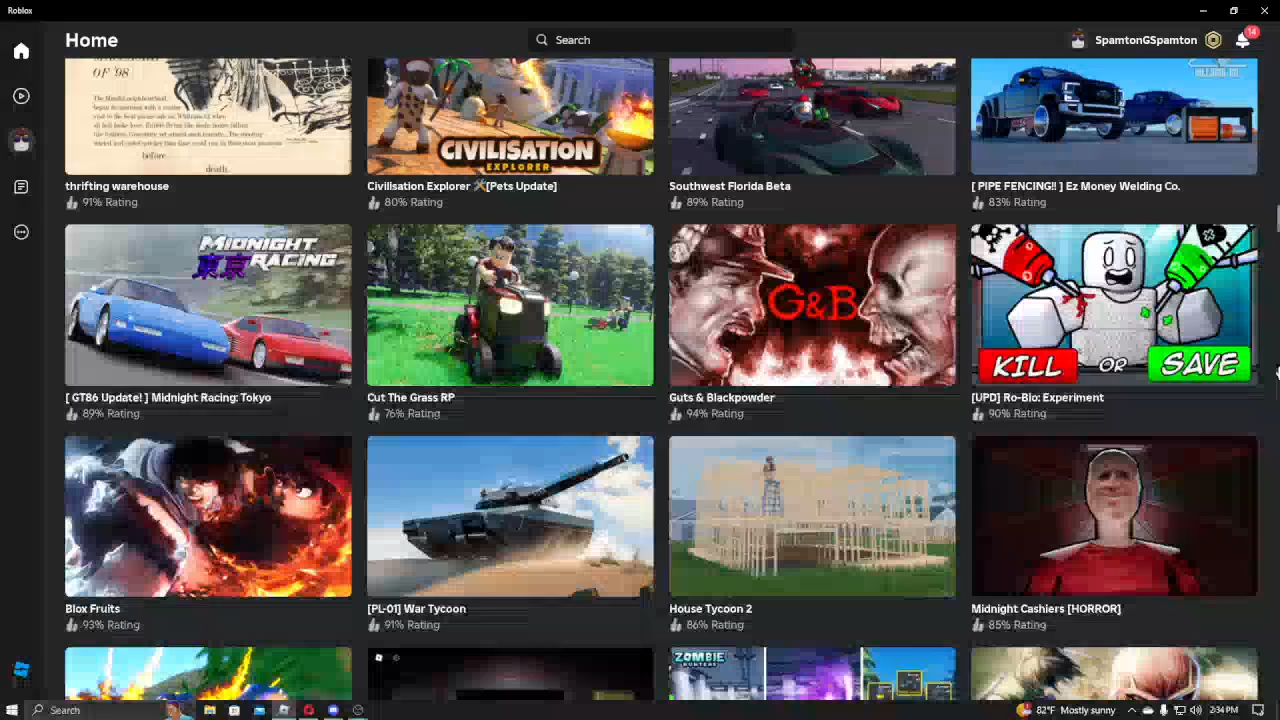 Roblox
Home
Search
SpamtonGSpamton
14
OF '98
before
death.
CIVILISATION
EXPLORER
thrifting warehouse
91% Rating
Civilisation Explorer 🛠️[Pets Update]
80% Rating
Southwest Florida Beta
89% Rating
[ PIPE FENCING!! ] Ez Money Welding Co.
83% Rating
MIDNIGHT
東京 RACING
G&B
KILL OR SAVE
[ GT86 Update! ] Midnight Racing: Tokyo
89% Rating
Cut The Grass RP
76% Rating
Guts & Blackpowder
94% Rating
[UPD] Ro-Bio: Experiment
90% Rating
Blox Fruits
93% Rating
[PL-01] War Tycoon
91% Rating
House Tycoon 2
86% Rating
Midnight Cashiers [HORROR]
85% Rating
ZOMBIE
HUNTERS
Search
82°F Mostly sunny
2:34 PM